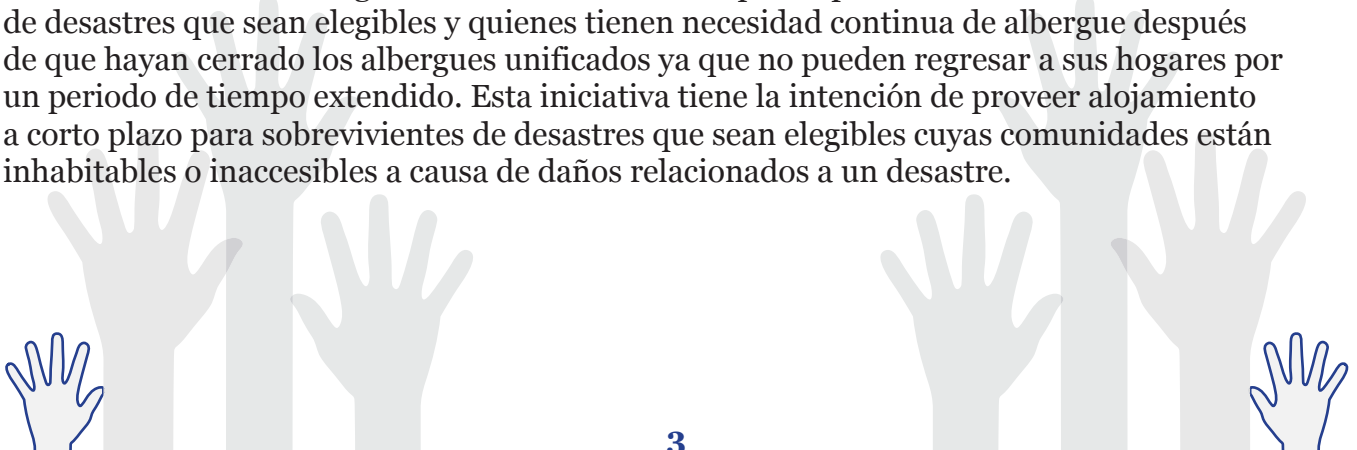 de desastres que sean elegibles y quienes tienen necesidad continua de albergue después
de que hayan cerrado los albergues unificados ya que no pueden regresar a sus hogares por
un periodo de tiempo extendido. Esta iniciativa tiene la intención de proveer alojamiento
a corto plazo para sobrevivientes de desastres que sean elegibles cuyas comunidades están
inhabitables o inaccesibles a causa de daños relacionados a un desastre.
3